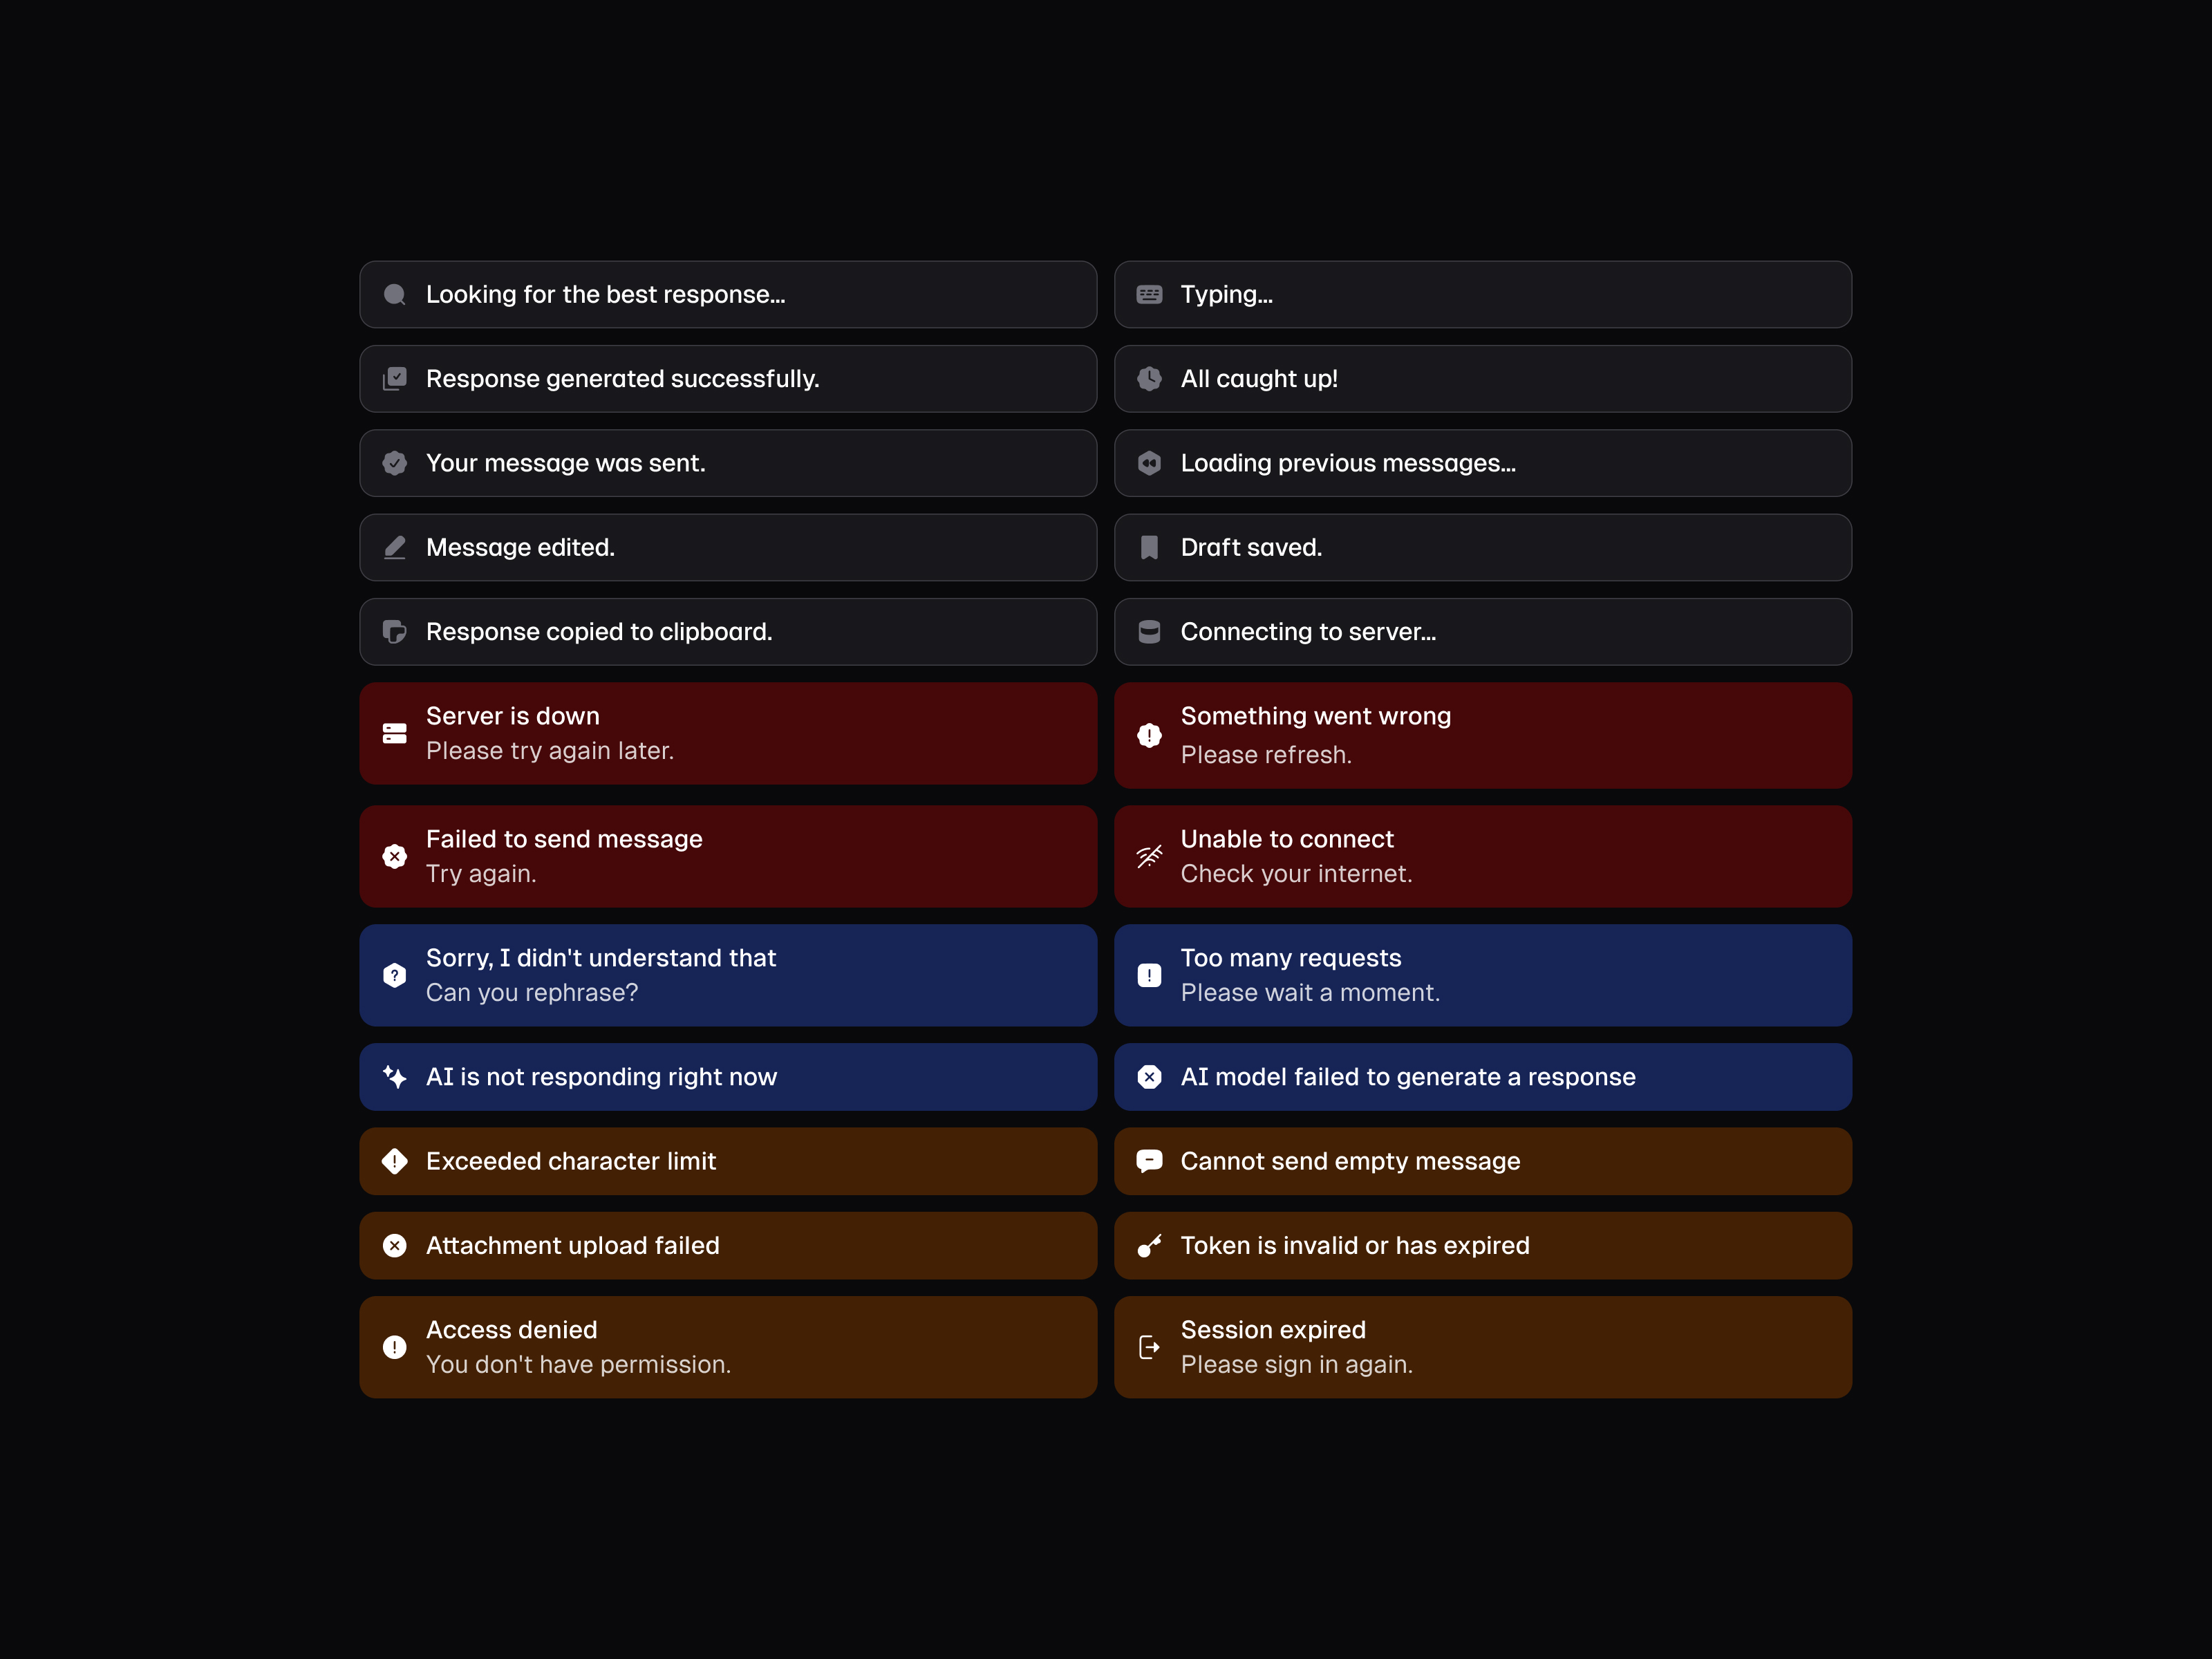 Looking for the best response...
Typing...
Response generated successfully.
All caught up!
Your message was sent.
Loading previous messages...
Message edited.
Draft saved.
Response copied to clipboard.
Connecting to server...
Server is down
Please try again later.
Something went wrong
Please refresh.
Failed to send message
Try again.
Unable to connect
Check your internet.
Sorry, I didn't understand that
Can you rephrase?
Too many requests
Please wait a moment.
AI is not responding right now
AI model failed to generate a response
Exceeded character limit
Cannot send empty message
Attachment upload failed
Token is invalid or has expired
Access denied
You don't have permission.
Session expired
Please sign in again.